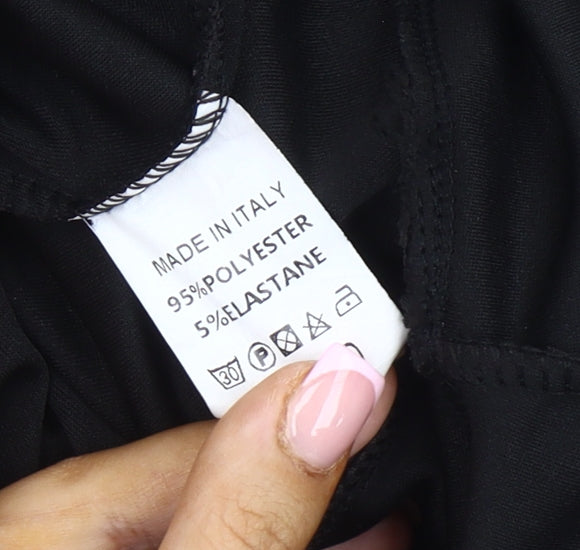 MADE IN ITALY
95%POLYESTER
5%ELASTANE
30 P